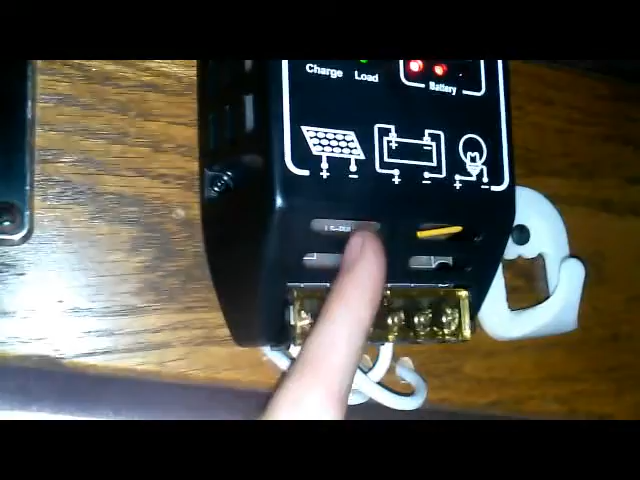 Charge Load
Battery
+ − + − + −